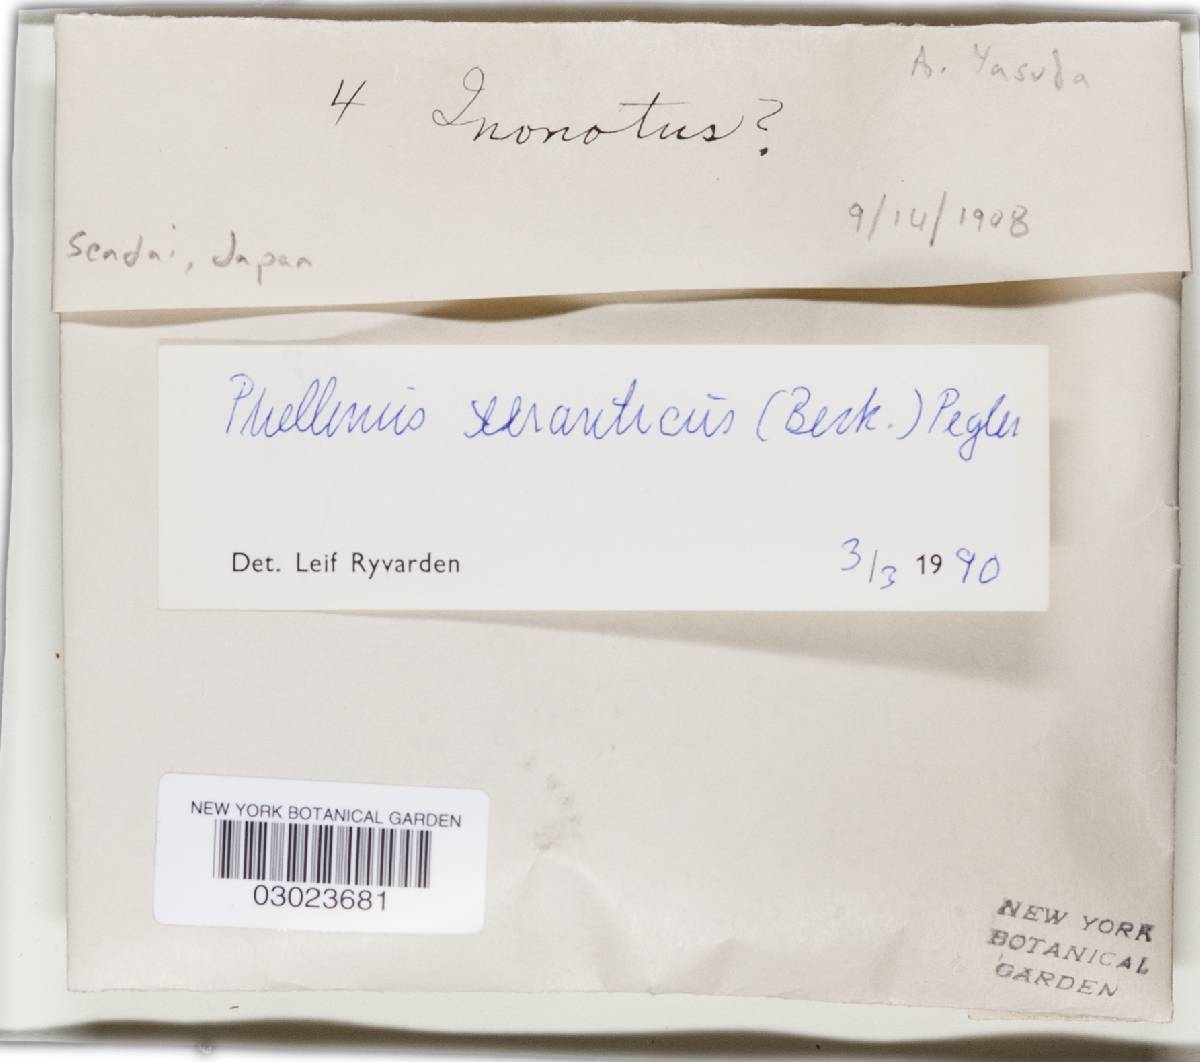 A. Yasuda
4 Inonotus?
9/14/1908
Sendai, Japan
Phellinus xeranticus (Berk.) Pegler
Det. Leif Ryvarden 3/3 1990
NEW YORK BOTANICAL GARDEN
03023681
NEW YORK
BOTANICAL
GARDEN